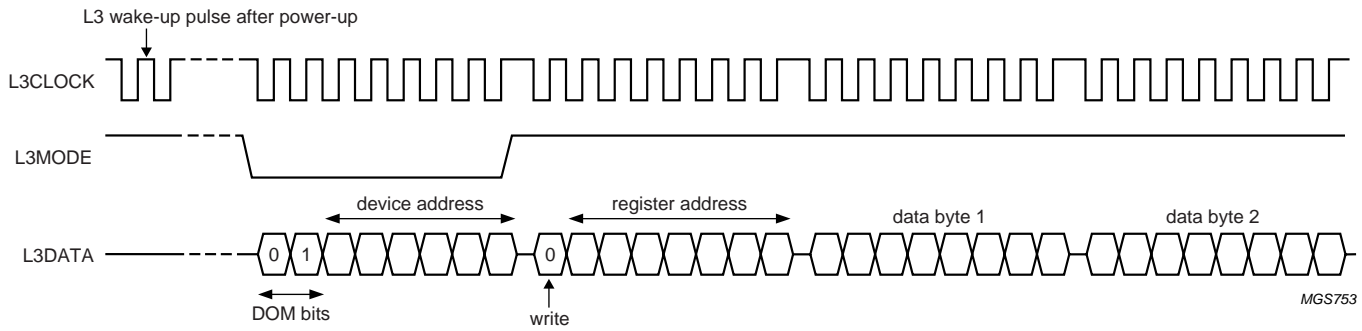 L3 wake-up pulse after power-up
L3CLOCK
L3MODE
device address
register address
data byte 1
data byte 2
L3DATA
0
1
0
DOM bits
write
MGS753